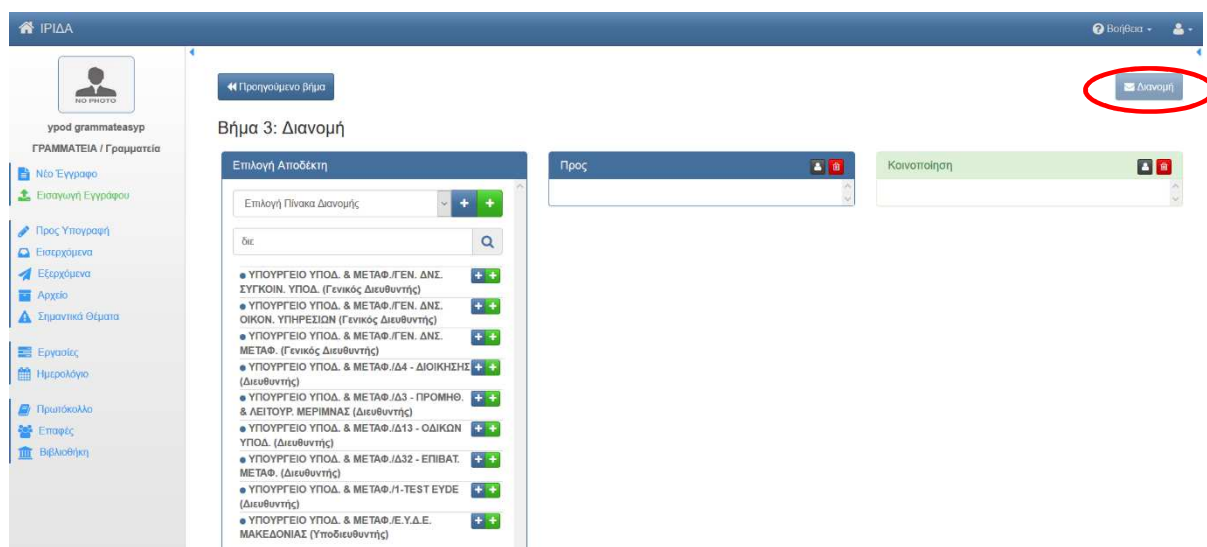 ΙΡΙΔΑ
Βοήθεια
NO PHOTO
ypod grammateasyp
ΓΡΑΜΜΑΤΕΙΑ / Γραμματεία
Νέο Έγγραφο
Εισαγωγή Εγγράφου
Προς Υπογραφή
Εισερχόμενα
Εξερχόμενα
Αρχείο
Σημαντικά Θέματα
Εργασίες
Ημερολόγιο
Πρωτόκολλο
Επαφές
Βιβλιοθήκη
Προηγούμενο βήμα
Διανομή
Βήμα 3: Διανομή
Επιλογή Αποδέκτη
Επιλογή Πίνακα Διανομής
διε
ΥΠΟΥΡΓΕΙΟ ΥΠΟΔ. & ΜΕΤΑΦ./ΓΕΝ. ΔΝΣ.
ΣΥΓΚΟΙΝ. ΥΠΟΔ. (Γενικός Διευθυντής)
ΥΠΟΥΡΓΕΙΟ ΥΠΟΔ. & ΜΕΤΑΦ./ΓΕΝ. ΔΝΣ.
ΟΙΚΟΝ. ΥΠΗΡΕΣΙΩΝ (Γενικός Διευθυντής)
ΥΠΟΥΡΓΕΙΟ ΥΠΟΔ. & ΜΕΤΑΦ./ΓΕΝ. ΔΝΣ.
ΜΕΤΑΦ. (Γενικός Διευθυντής)
ΥΠΟΥΡΓΕΙΟ ΥΠΟΔ. & ΜΕΤΑΦ./Δ4 - ΔΙΟΙΚΗΣΗΣ
(Διευθυντής)
ΥΠΟΥΡΓΕΙΟ ΥΠΟΔ. & ΜΕΤΑΦ./Δ3 - ΠΡΟΜΗΘ.
& ΛΕΙΤΟΥΡ. ΜΕΡΙΜΝΑΣ (Διευθυντής)
ΥΠΟΥΡΓΕΙΟ ΥΠΟΔ. & ΜΕΤΑΦ./Δ13 - ΟΔΙΚΩΝ
ΥΠΟΔ. (Διευθυντής)
ΥΠΟΥΡΓΕΙΟ ΥΠΟΔ. & ΜΕΤΑΦ./Δ32 - ΕΠΙΒΑΤ.
ΜΕΤΑΦ. (Διευθυντής)
ΥΠΟΥΡΓΕΙΟ ΥΠΟΔ. & ΜΕΤΑΦ./1-TEST EYDE
(Διευθυντής)
ΥΠΟΥΡΓΕΙΟ ΥΠΟΔ. & ΜΕΤΑΦ./Ε.Υ.Δ.Ε.
ΜΑΚΕΔΟΝΙΑΣ (Υποδιευθυντής)
Προς
Κοινοποίηση